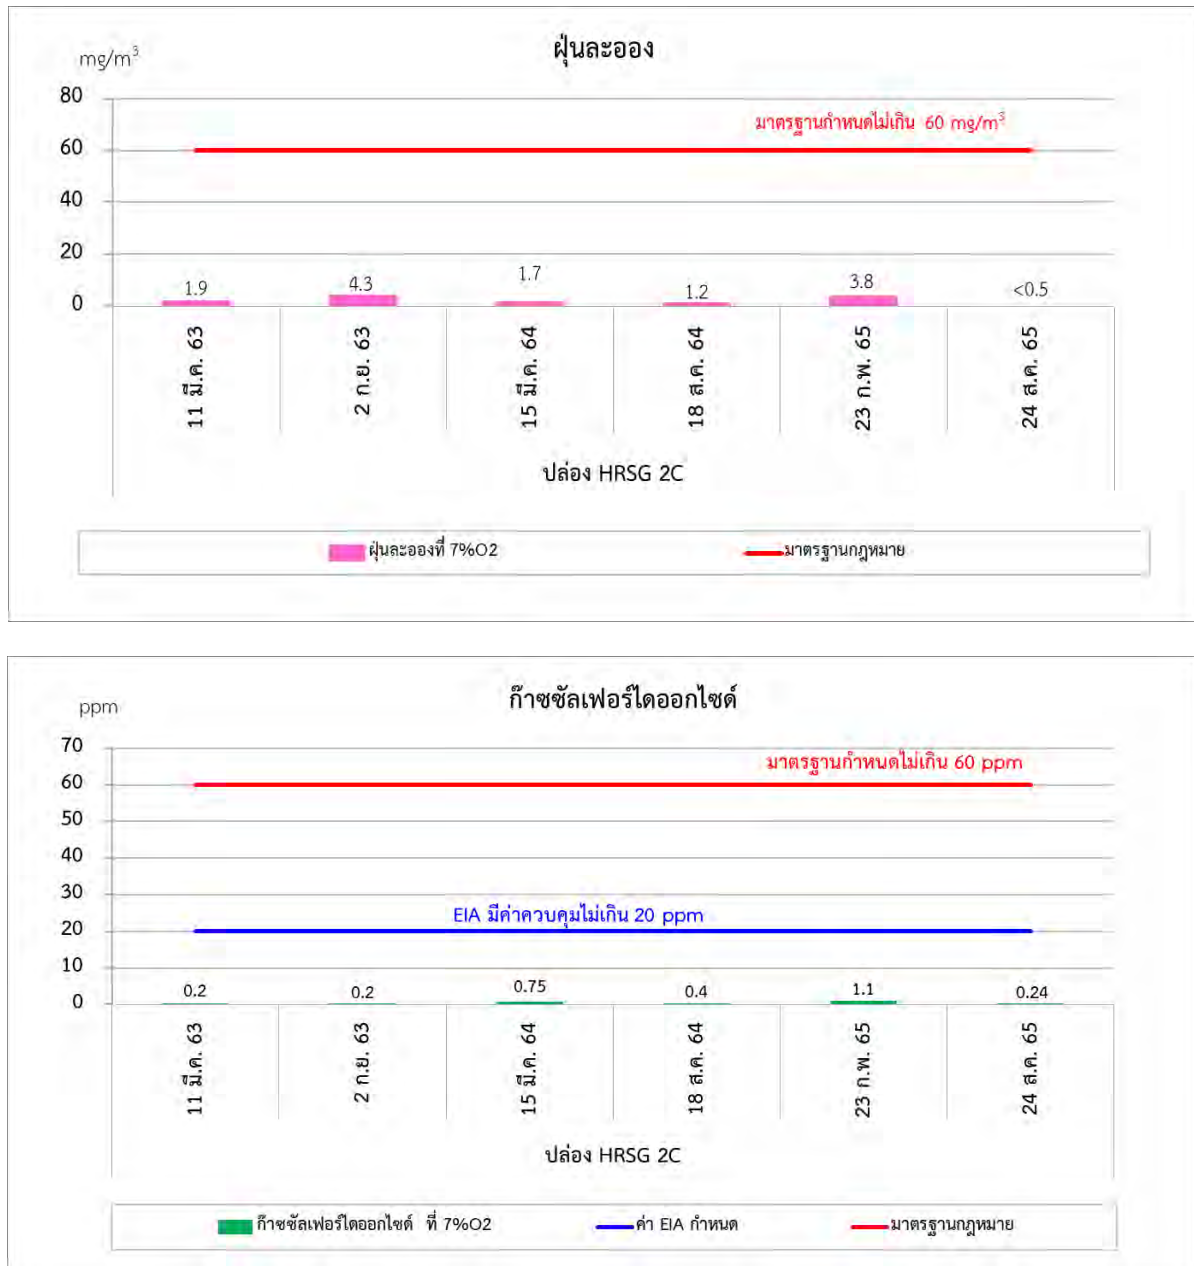 ฝุ่นละออง
mg/m³
80
มาตรฐานกำหนดไม่เกิน 60 mg/m³
60
40
20
0
1.9 4.3 1.7 1.2 3.8 <0.5
11 มี.ค. 63 2 ก.ย. 63 15 มี.ค. 64 18 ส.ค. 64 23 ก.พ. 65 24 ส.ค. 65
ปล่อง HRSG 2C
ฝุ่นละอองที่ 7%O2 มาตรฐานกฎหมาย
ก๊าซซัลเฟอร์ไดออกไซด์
ppm
70
มาตรฐานกำหนดไม่เกิน 60 ppm
60
50
40
30
EIA มีค่าควบคุมไม่เกิน 20 ppm
20
10
0
0.2 0.2 0.75 0.4 1.1 0.24
11 มี.ค. 63 2 ก.ย. 63 15 มี.ค. 64 18 ส.ค. 64 23 ก.พ. 65 24 ส.ค. 65
ปล่อง HRSG 2C
ก๊าซซัลเฟอร์ไดออกไซด์ ที่ 7%O2 ค่า EIA กำหนด มาตรฐานกฎหมาย